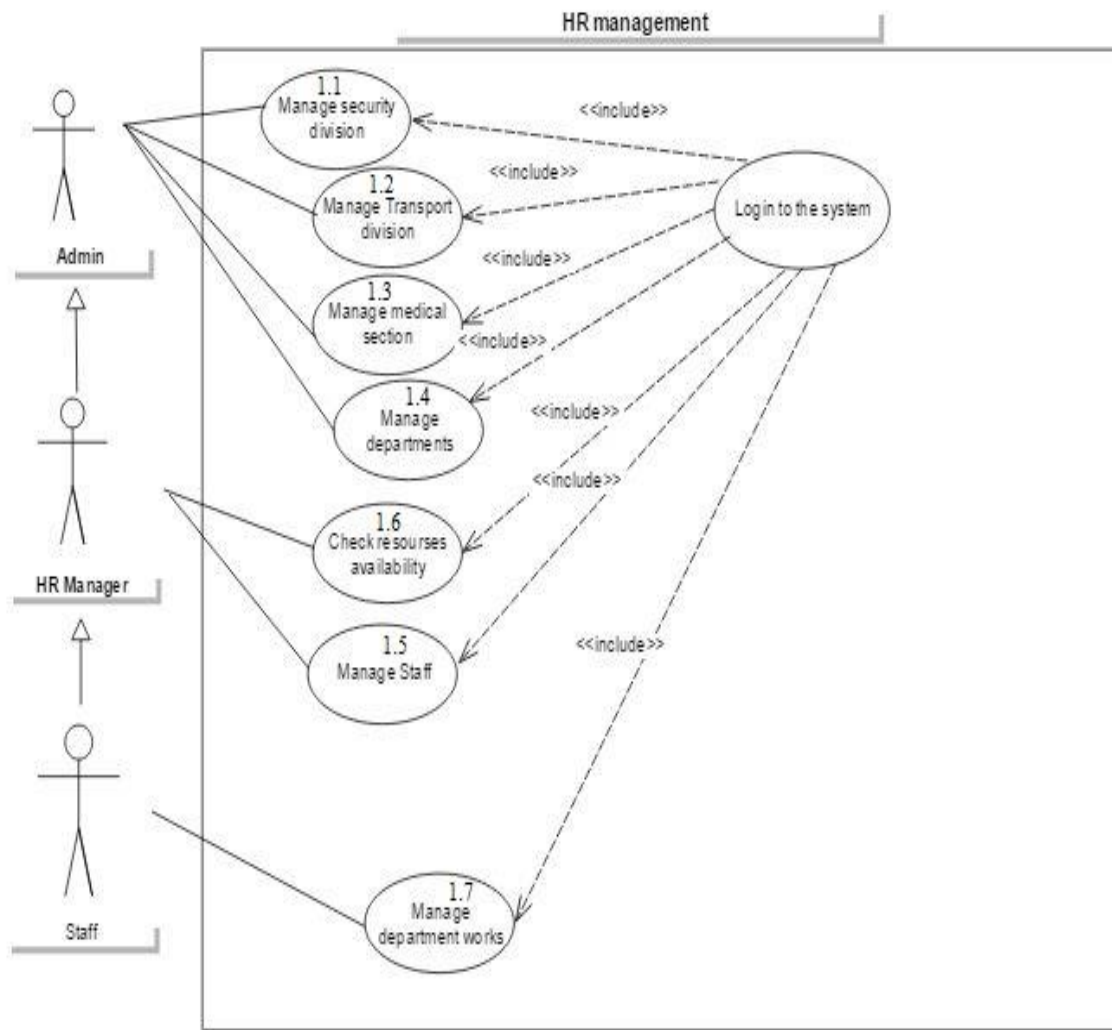 HR management
1.1
Manage security
division
<<include>>
1.2
Manage Transport
division
<<include>>
Login to the system
Admin
1.3
Manage medical
section
<<include>>
<<include>>
1.4
Manage
departments
<<include>>
<<include>>
1.6
Check resourses
availability
HR Manager
1.5
Manage Staff
<<include>>
Staff
1.7
Manage
department works